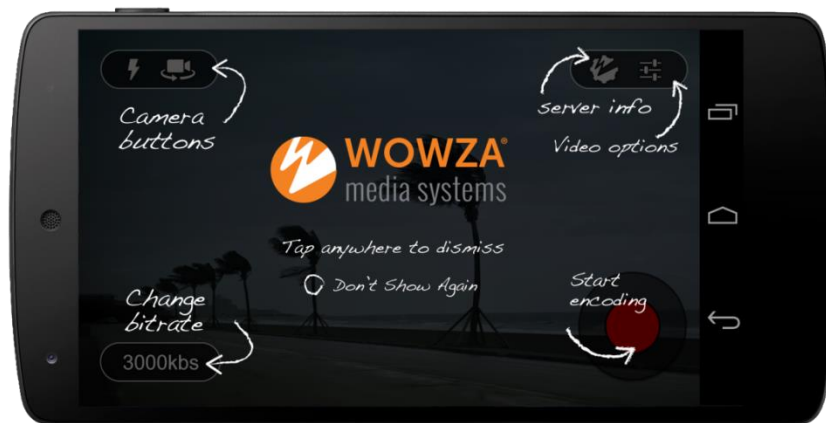 Camera
buttons
server info
Video options
WOWZA®
media systems
Tap anywhere to dismiss
Don't Show Again
Change
bitrate
3000kbs
Start
encoding